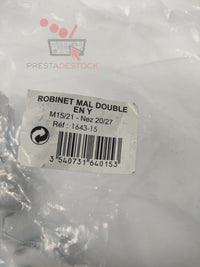 PRESTADESTOCK
ROBINET MAL DOUBLE
EN Y
M15/21 - Nez 20/27
Réf : 1643-15
3 540731 640153